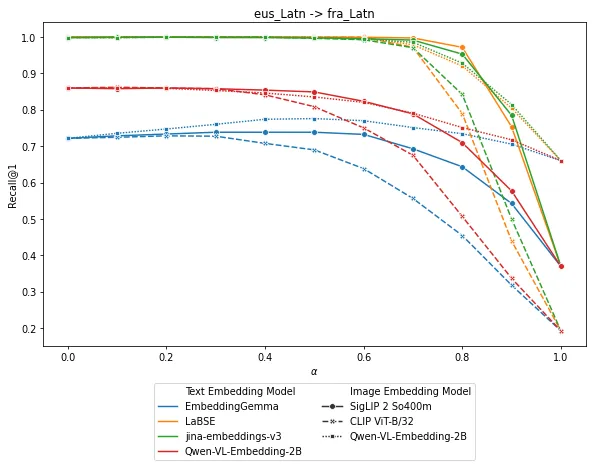 eus_Latn -> fra_Latn
Recall@1
1.0
0.9
0.8
0.7
0.6
0.5
0.4
0.3
0.2
0.0 0.2 0.4 0.6 0.8 1.0
α
Text Embedding Model Image Embedding Model
EmbeddingGemma SigLIP 2 So400m
LaBSE CLIP ViT-B/32
jina-embeddings-v3 Qwen-VL-Embedding-2B
Qwen-VL-Embedding-2B